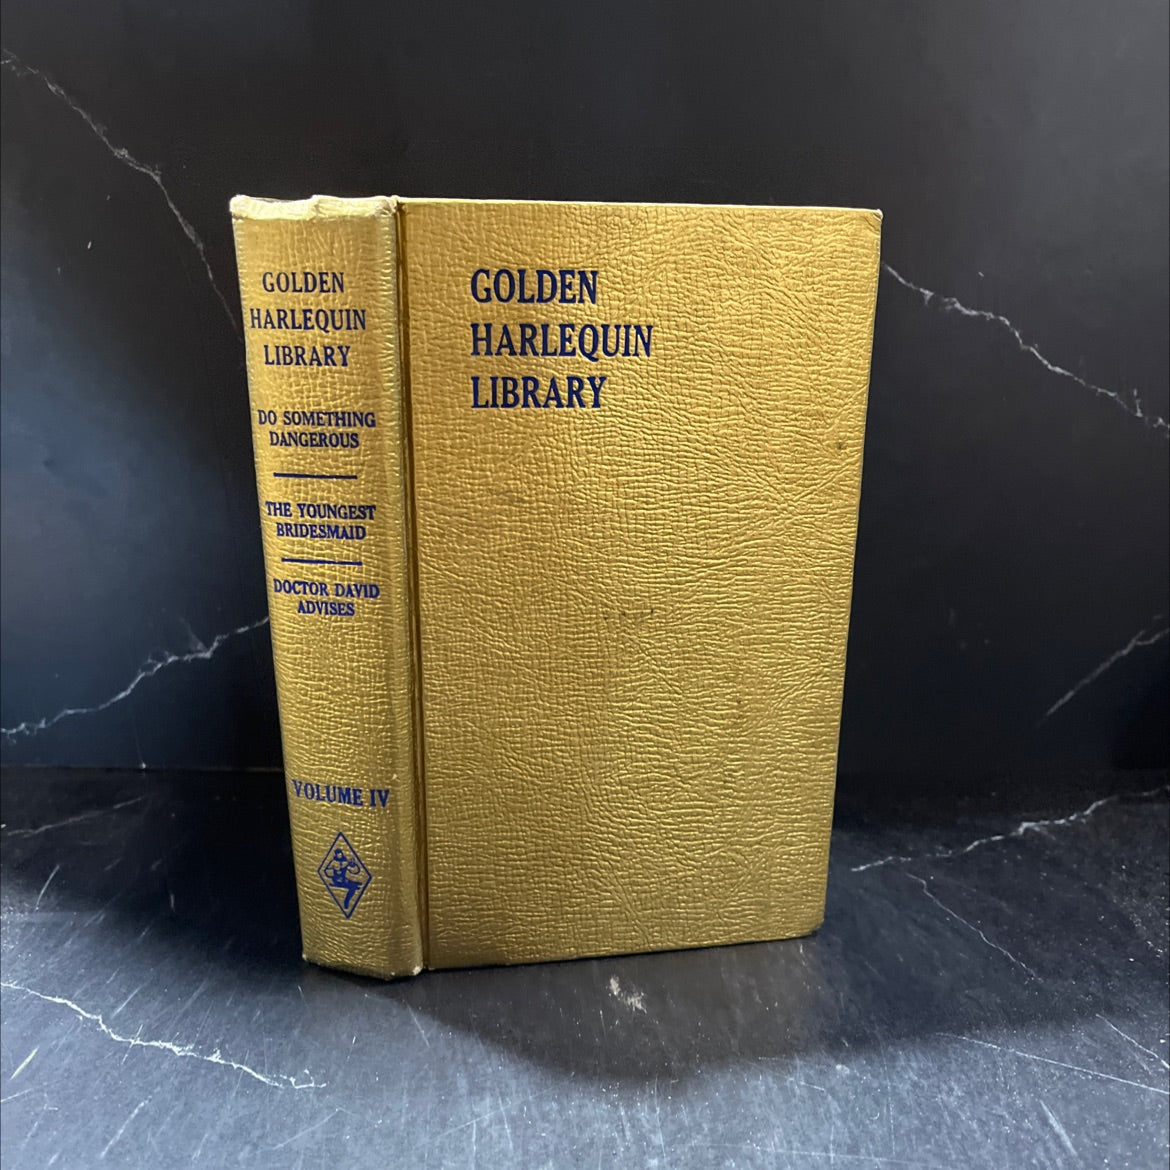 GOLDEN
HARLEQUIN
LIBRARY
DO SOMETHING
DANGEROUS
THE YOUNGEST
BRIDESMAID
DOCTOR DAVID
ADVISES
VOLUME IV
GOLDEN
HARLEQUIN
LIBRARY